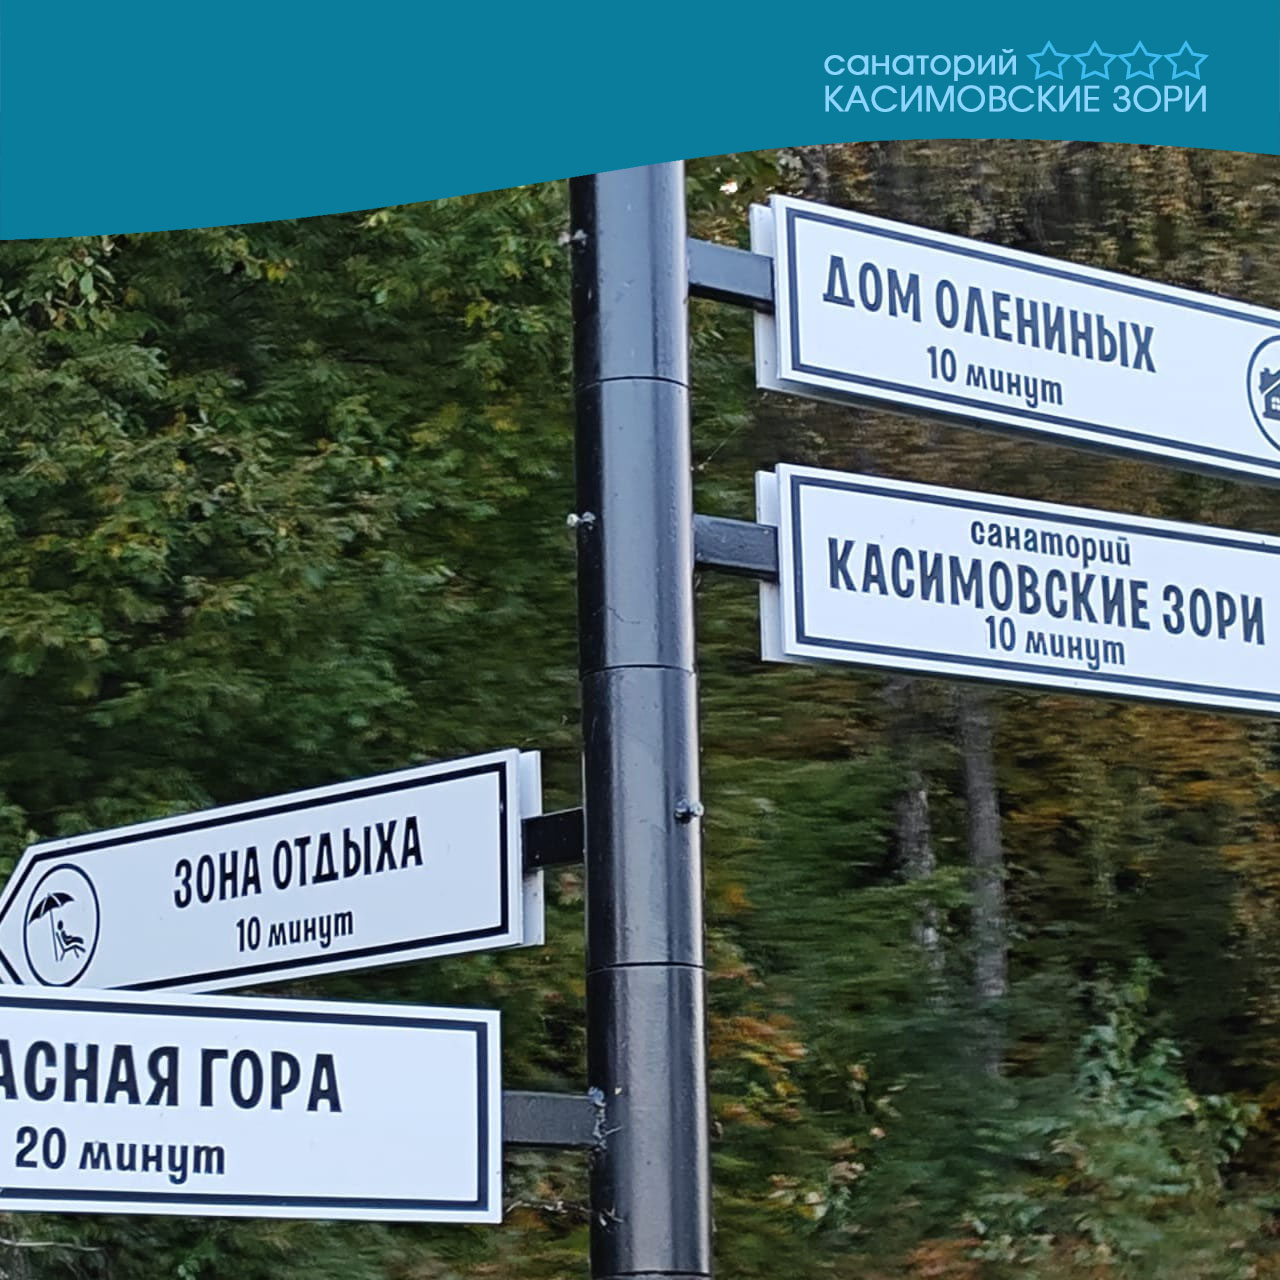 санаторий
КАСИМОВСКИЕ ЗОРИ
ДОМ ОЛЕНИНЫХ
10 минут
санаторий
КАСИМОВСКИЕ ЗОРИ
10 минут
ЗОНА ОТДЫХА
10 минут
АСНАЯ ГОРА
20 минут